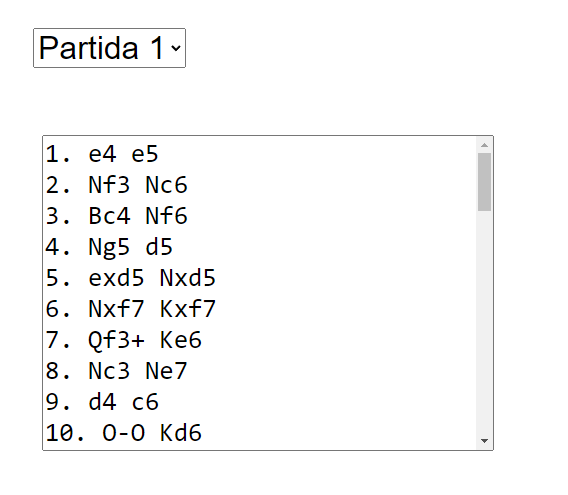 Partida 1
1. e4 e5
2. Nf3 Nc6
3. Bc4 Nf6
4. Ng5 d5
5. exd5 Nxd5
6. Nxf7 Kxf7
7. Qf3+ Ke6
8. Nc3 Ne7
9. d4 c6
10. O-O Kd6